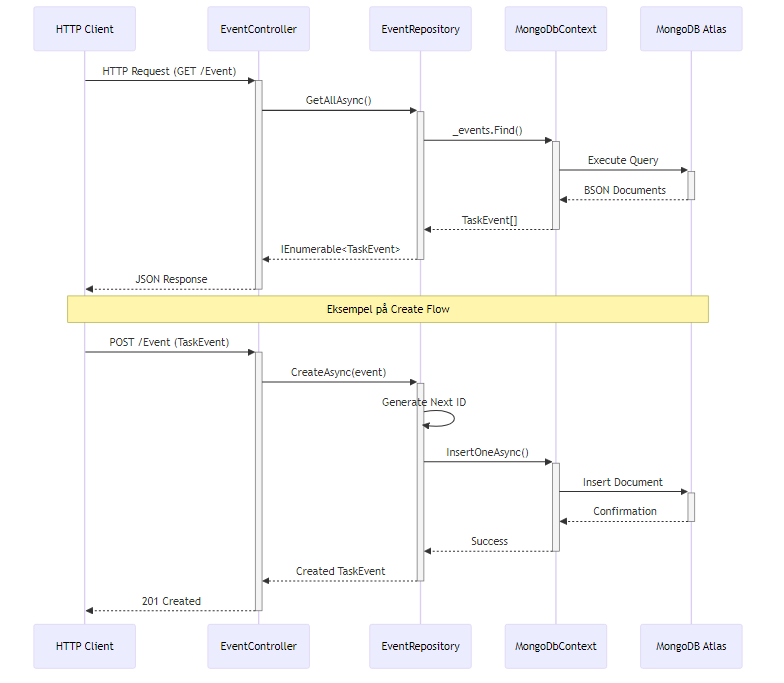 HTTP Client
EventController
EventRepository
MongoDbContext
MongoDB Atlas
HTTP Request (GET /Event)
GetAllAsync()
_events.Find()
Execute Query
BSON Documents
TaskEvent[]
IEnumerable<TaskEvent>
JSON Response
Eksempel på Create Flow
POST /Event (TaskEvent)
CreateAsync(event)
Generate Next ID
InsertOneAsync()
Insert Document
Confirmation
Success
Created TaskEvent
201 Created
HTTP Client
EventController
EventRepository
MongoDbContext
MongoDB Atlas